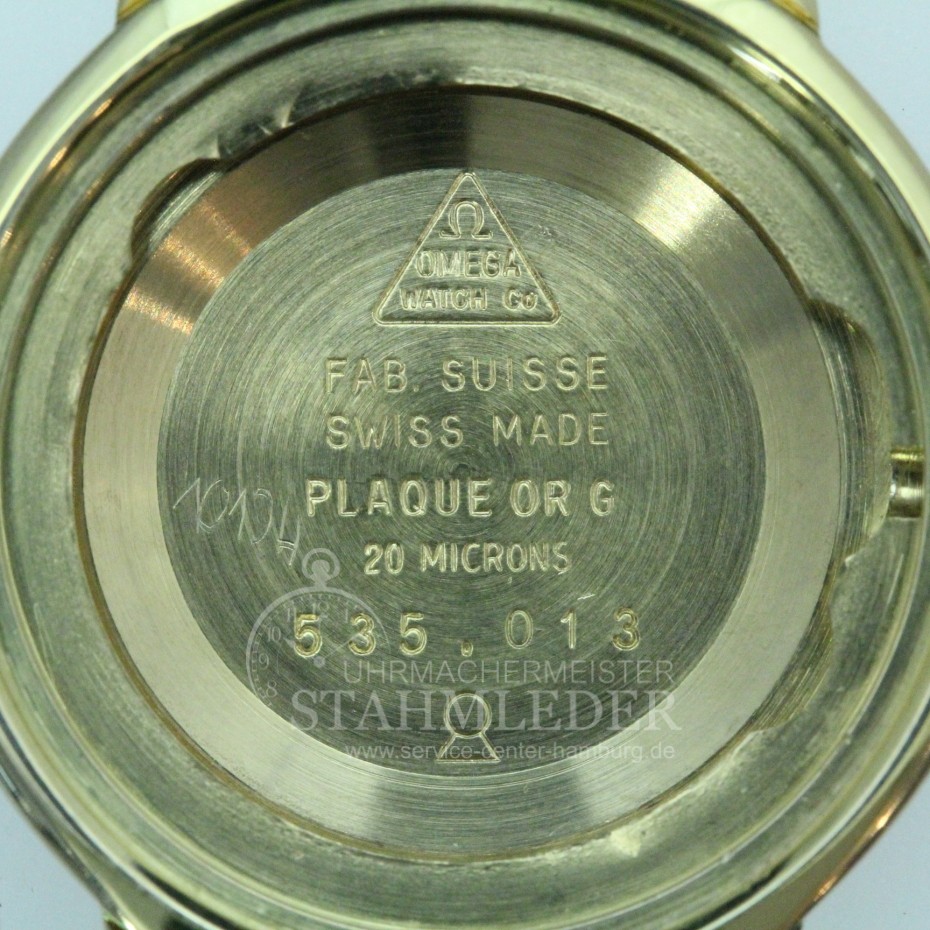 Ω
OMEGA
WATCH Co
FAB. SUISSE
SWISS MADE
PLAQUE OR G
20 MICRONS
535.013
UHRMACHERMEISTER
STAHMLEDER
www.service-center-hamburg.de